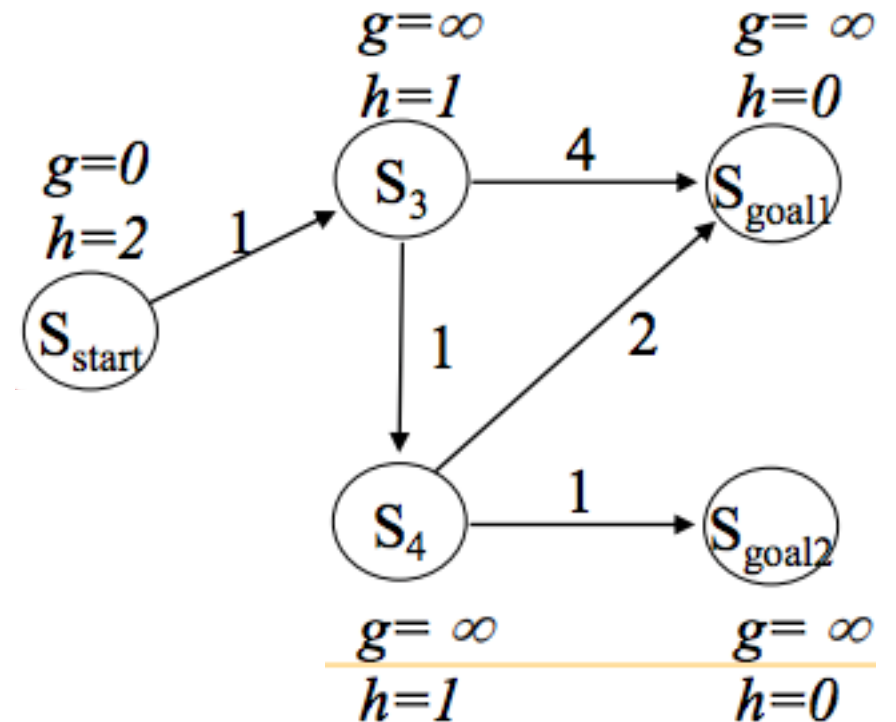 g=∞
g= ∞
h=1
h=0
g=0
h=2
4
S3
Sgoal1
1
Sstart
1
2
1
S4
Sgoal2
g= ∞
g= ∞
h=1
h=0